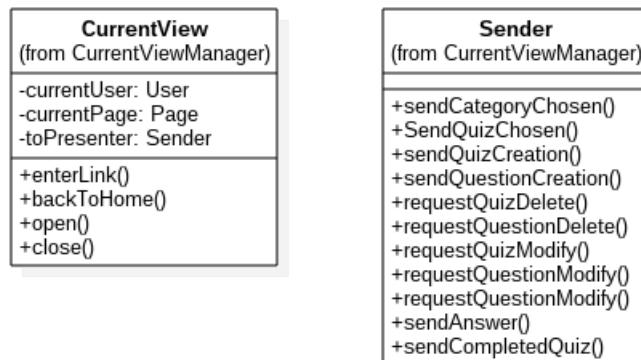 CurrentView
(from CurrentViewManager)
-currentUser: User
-currentPage: Page
-toPresenter: Sender
+enterLink()
+backToHome()
+open()
+close()
Sender
(from CurrentViewManager)
+sendCategoryChosen()
+SendQuizChosen()
+sendQuizCreation()
+sendQuestionCreation()
+requestQuizDelete()
+requestQuestionDelete()
+requestQuizModify()
+requestQuestionModify()
+requestQuestionModify()
+sendAnswer()
+sendCompletedQuiz()